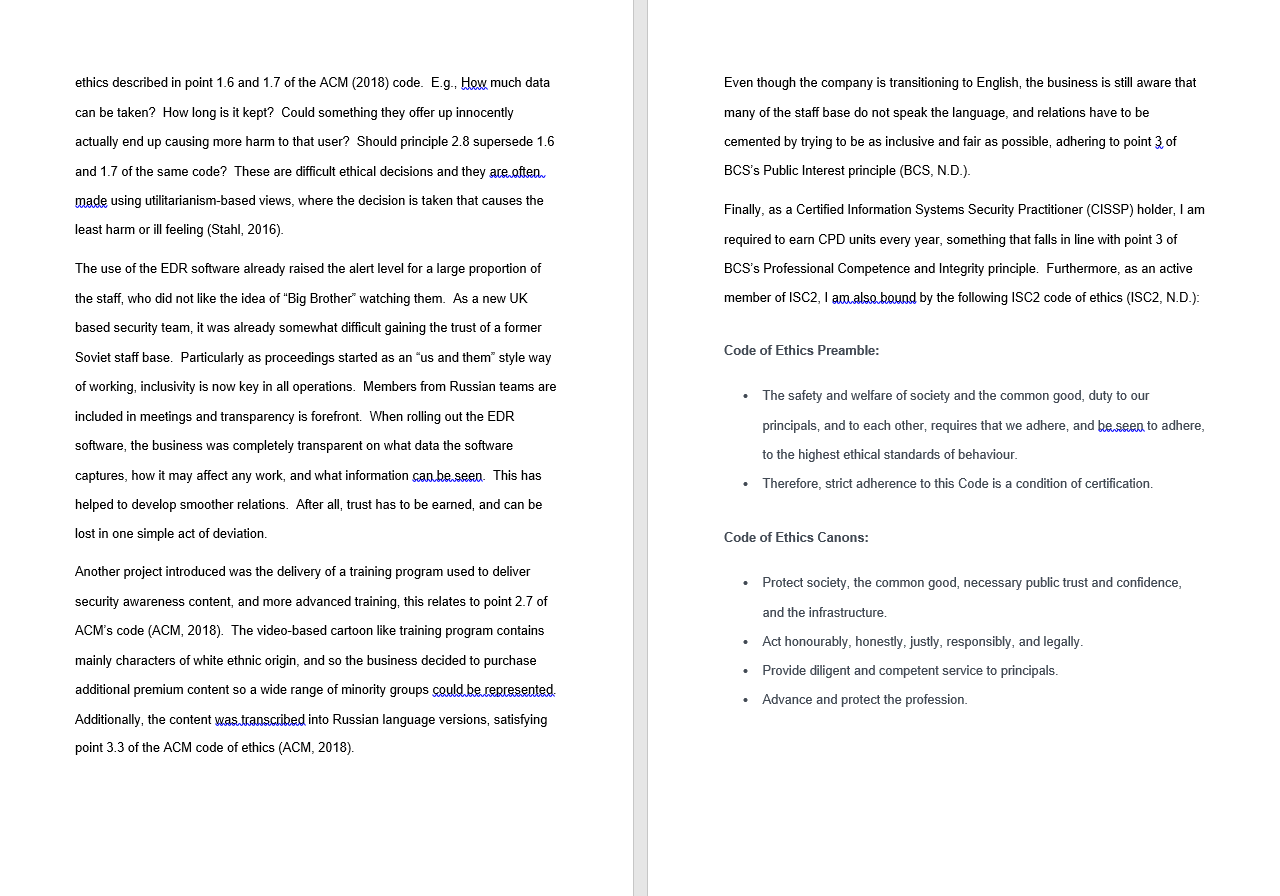 ethics described in point 1.6 and 1.7 of the ACM (2018) code.  E.g., How much data
can be taken?  How long is it kept?  Could something they offer up innocently
actually end up causing more harm to that user?  Should principle 2.8 supersede 1.6
and 1.7 of the same code?  These are difficult ethical decisions and they are often
made using utilitarianism-based views, where the decision is taken that causes the
least harm or ill feeling (Stahl, 2016).
The use of the EDR software already raised the alert level for a large proportion of
the staff, who did not like the idea of “Big Brother” watching them.  As a new UK
based security team, it was already somewhat difficult gaining the trust of a former
Soviet staff base.  Particularly as proceedings started as an “us and them” style way
of working, inclusivity is now key in all operations.  Members from Russian teams are
included in meetings and transparency is forefront.  When rolling out the EDR
software, the business was completely transparent on what data the software
captures, how it may affect any work, and what information can be seen.  This has
helped to develop smoother relations.  After all, trust has to be earned, and can be
lost in one simple act of deviation.
Another project introduced was the delivery of a training program used to deliver
security awareness content, and more advanced training, this relates to point 2.7 of
ACM’s code (ACM, 2018).  The video-based cartoon like training program contains
mainly characters of white ethnic origin, and so the business decided to purchase
additional premium content so a wide range of minority groups could be represented.
Additionally, the content was transcribed into Russian language versions, satisfying
point 3.3 of the ACM code of ethics (ACM, 2018).
Even though the company is transitioning to English, the business is still aware that
many of the staff base do not speak the language, and relations have to be
cemented by trying to be as inclusive and fair as possible, adhering to point 3 of
BCS’s Public Interest principle (BCS, N.D.).
Finally, as a Certified Information Systems Security Practitioner (CISSP) holder, I am
required to earn CPD units every year, something that falls in line with point 3 of
BCS’s Professional Competence and Integrity principle.  Furthermore, as an active
member of ISC2, I am also bound by the following ISC2 code of ethics (ISC2, N.D.):
Code of Ethics Preamble:
• The safety and welfare of society and the common good, duty to our
principals, and to each other, requires that we adhere, and be seen to adhere,
to the highest ethical standards of behaviour.
• Therefore, strict adherence to this Code is a condition of certification.
Code of Ethics Canons:
• Protect society, the common good, necessary public trust and confidence,
and the infrastructure.
• Act honourably, honestly, justly, responsibly, and legally.
• Provide diligent and competent service to principals.
• Advance and protect the profession.